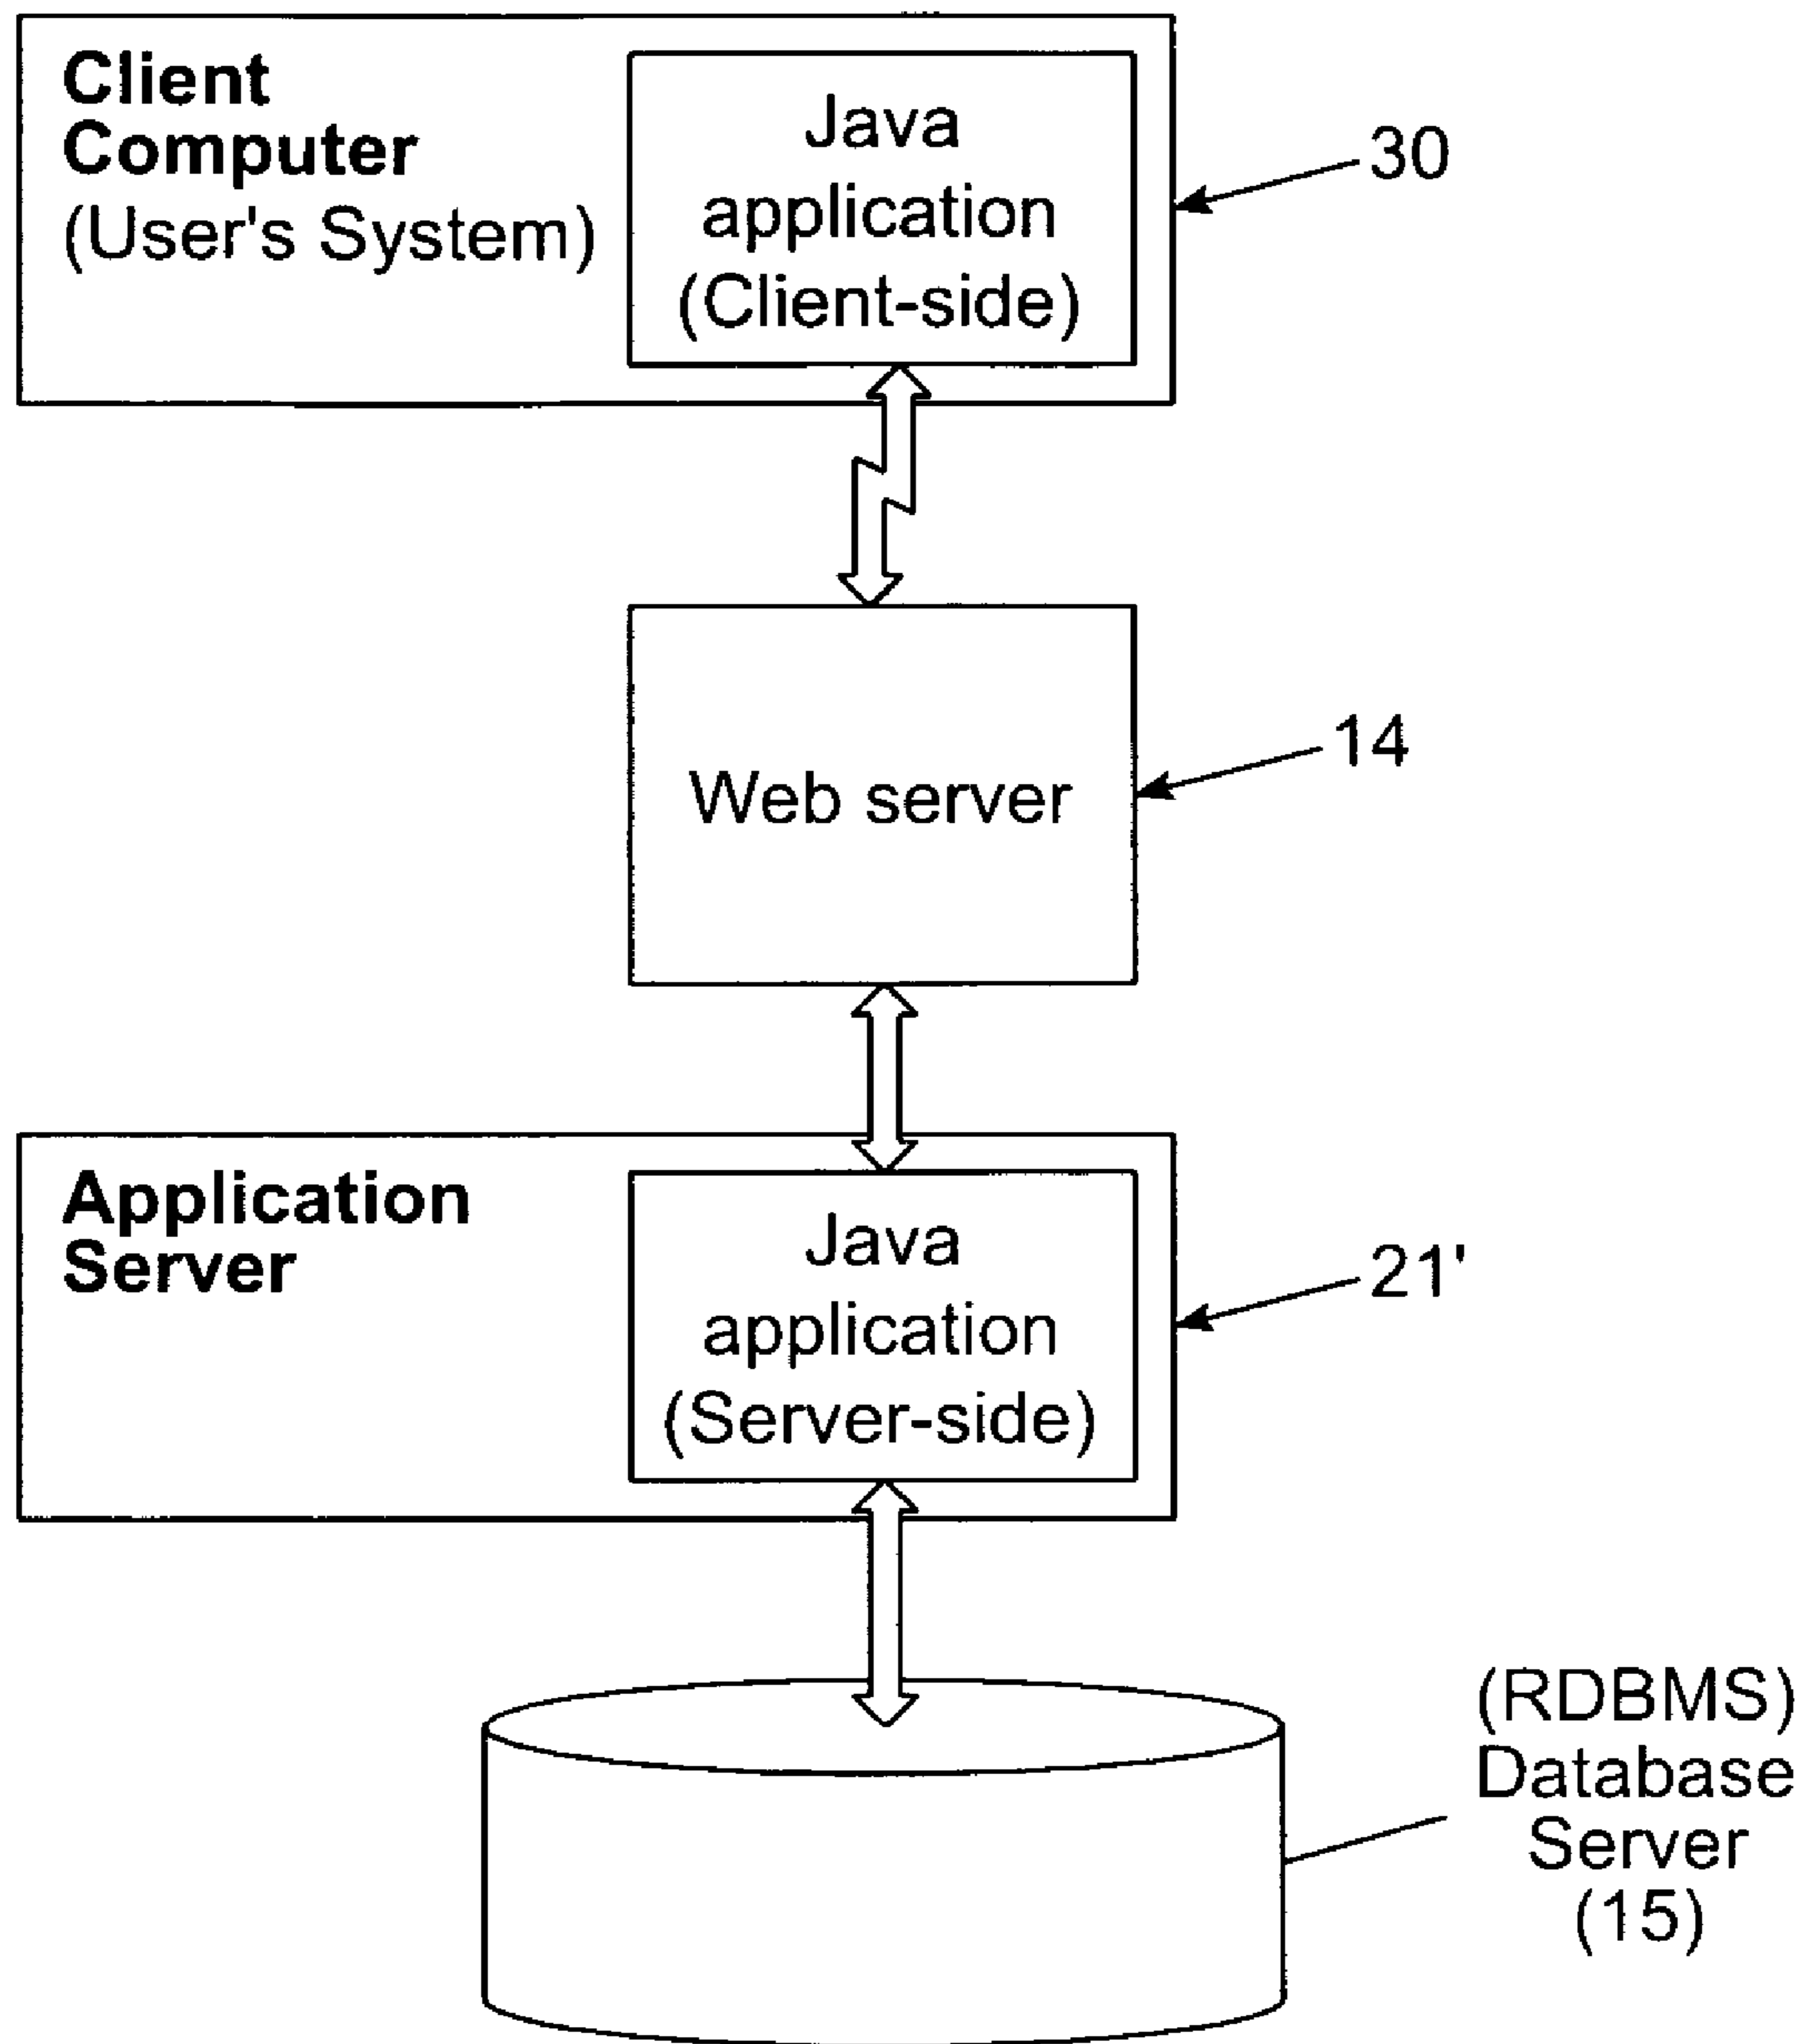 Client
Computer
(User's System)
Java
application
(Client-side)
30
Web server
14
Application
Server
Java
application
(Server-side)
21'
(RDBMS)
Database
Server
(15)